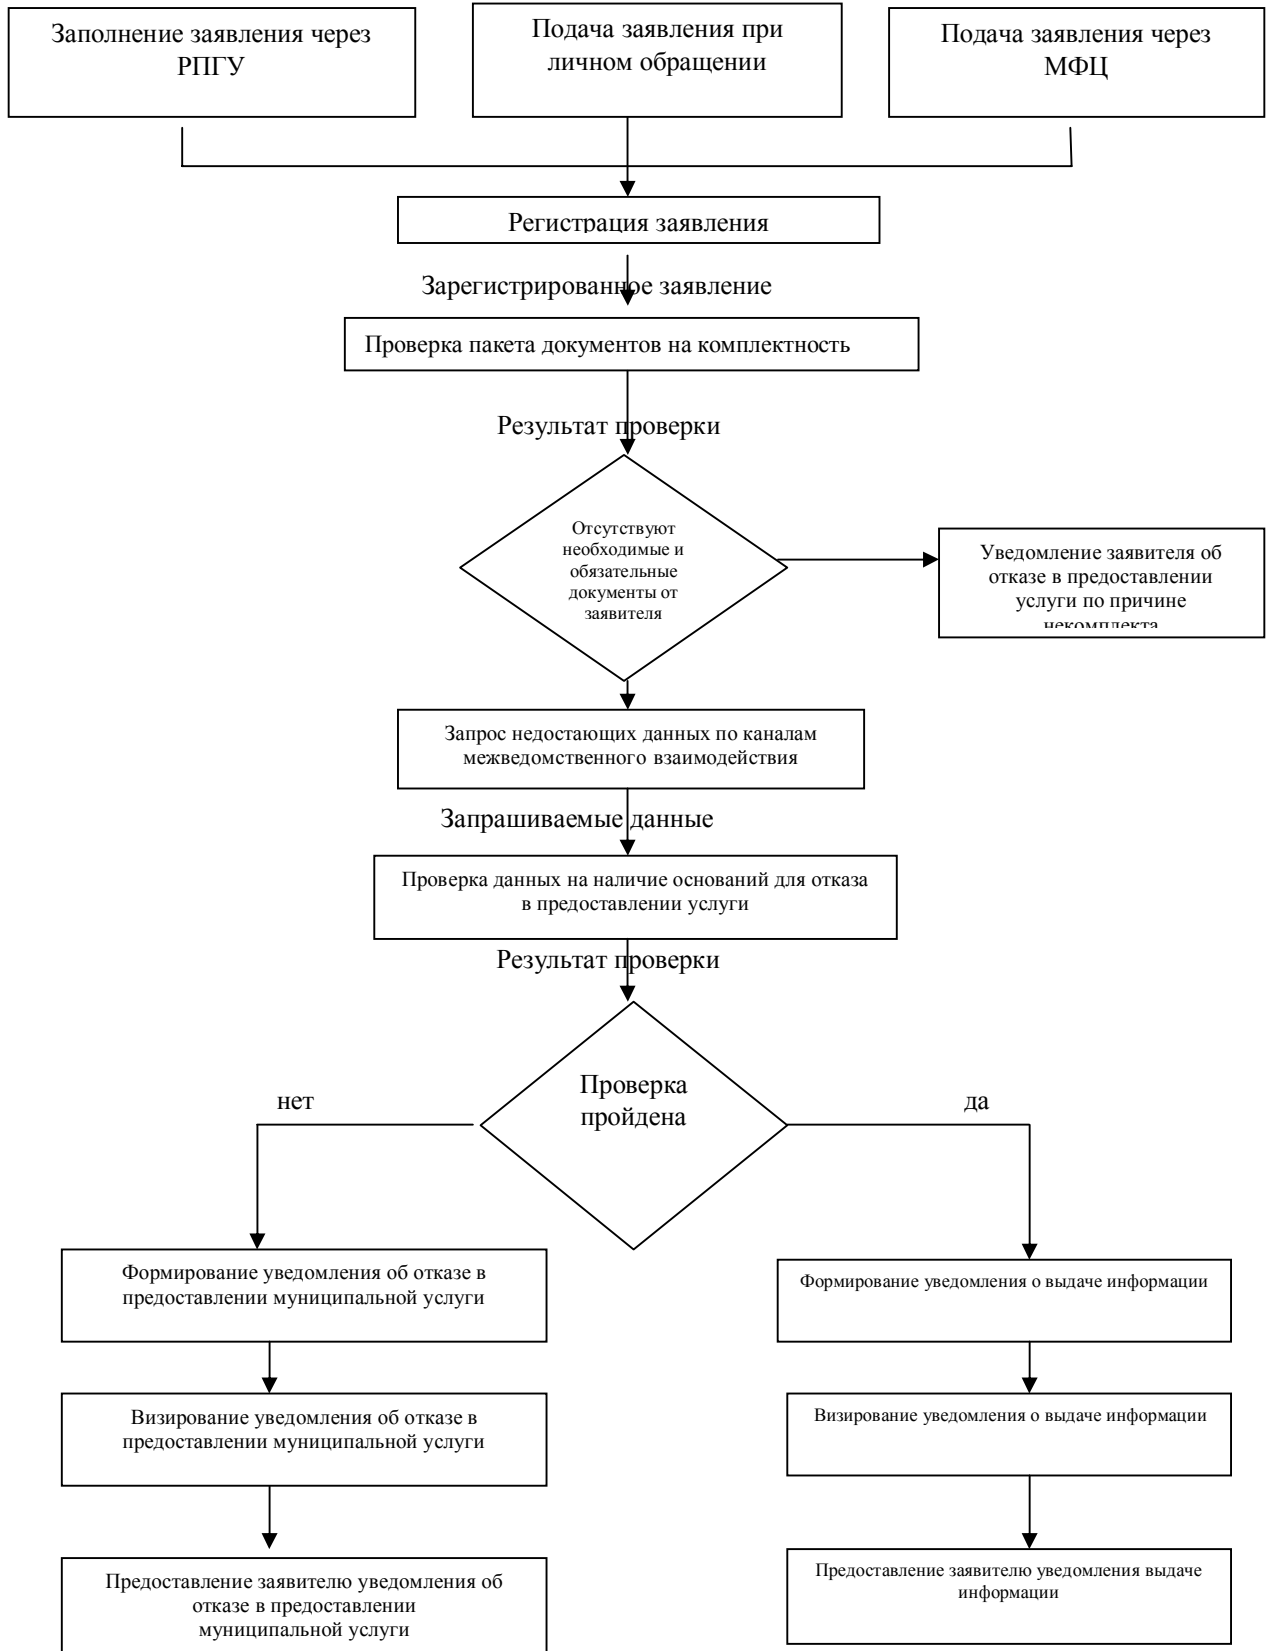 Заполнение заявления через
РПГУ
Подача заявления при
личном обращении
Подача заявления через
МФЦ
Регистрация заявления
Зарегистрированное заявление
Проверка пакета документов на комплектность
Результат проверки
Отсутствуют
необходимые и
обязательные
документы от
заявителя
Уведомление заявителя об
отказе в предоставлении
услуги по причине
некомплекта
Запрос недостающих данных по каналам
межведомственного взаимодействия
Запрашиваемые данные
Проверка данных на наличие оснований для отказа
в предоставлении услуги
Результат проверки
Проверка
пройдена
нет
да
Формирование уведомления об отказе в
предоставлении муниципальной услуги
Формирование уведомления о выдаче информации
Визирование уведомления об отказе в
предоставлении муниципальной услуги
Визирование уведомления о выдаче информации
Предоставление заявителю уведомления об
отказе в предоставлении
муниципальной услуги
Предоставление заявителю уведомления выдаче
информации